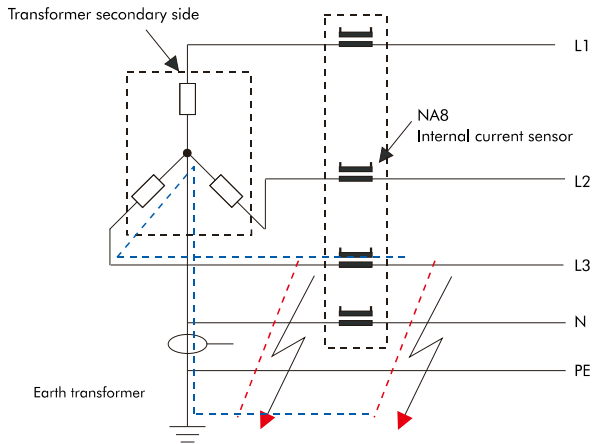 Transformer secondary side
L1
NA8
Internal current sensor
L2
L3
N
PE
Earth transformer